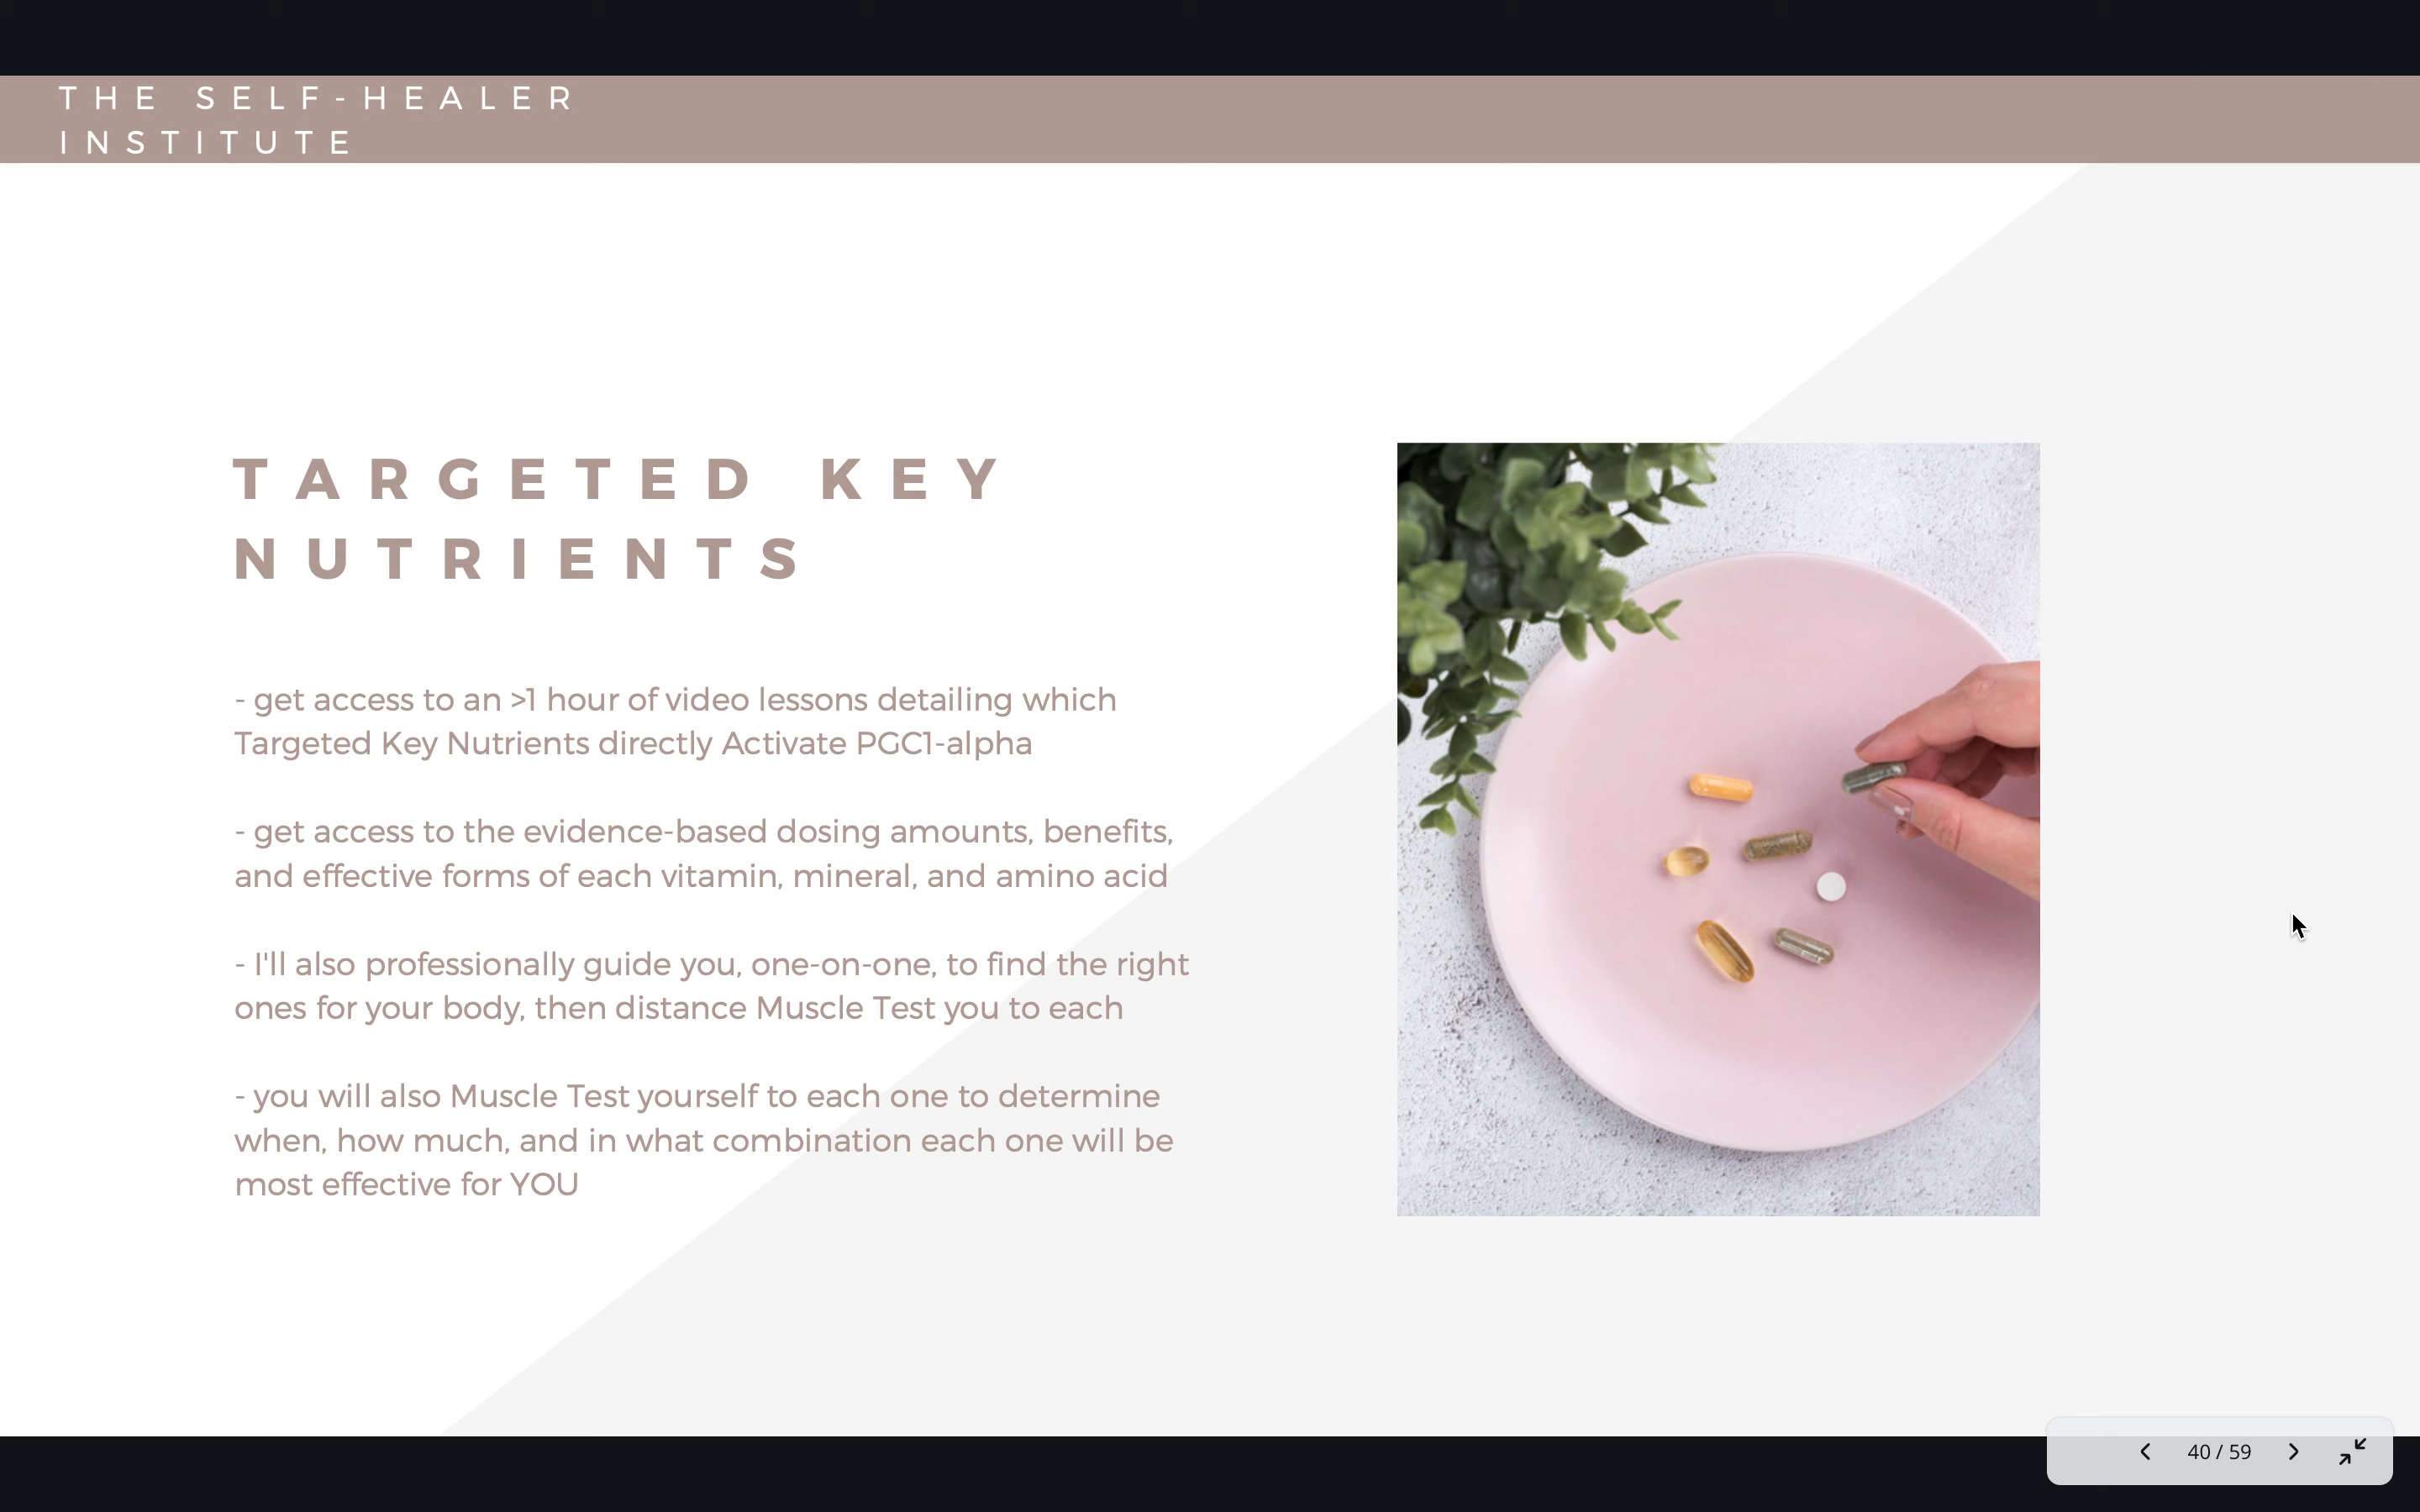 THE SELF-HEALER
INSTITUTE
TARGETED KEY
NUTRIENTS
- get access to an >1 hour of video lessons detailing which
Targeted Key Nutrients directly Activate PGC1-alpha
- get access to the evidence-based dosing amounts, benefits,
and effective forms of each vitamin, mineral, and amino acid
- I'll also professionally guide you, one-on-one, to find the right
ones for your body, then distance Muscle Test you to each
- you will also Muscle Test yourself to each one to determine
when, how much, and in what combination each one will be
most effective for YOU
40 / 59